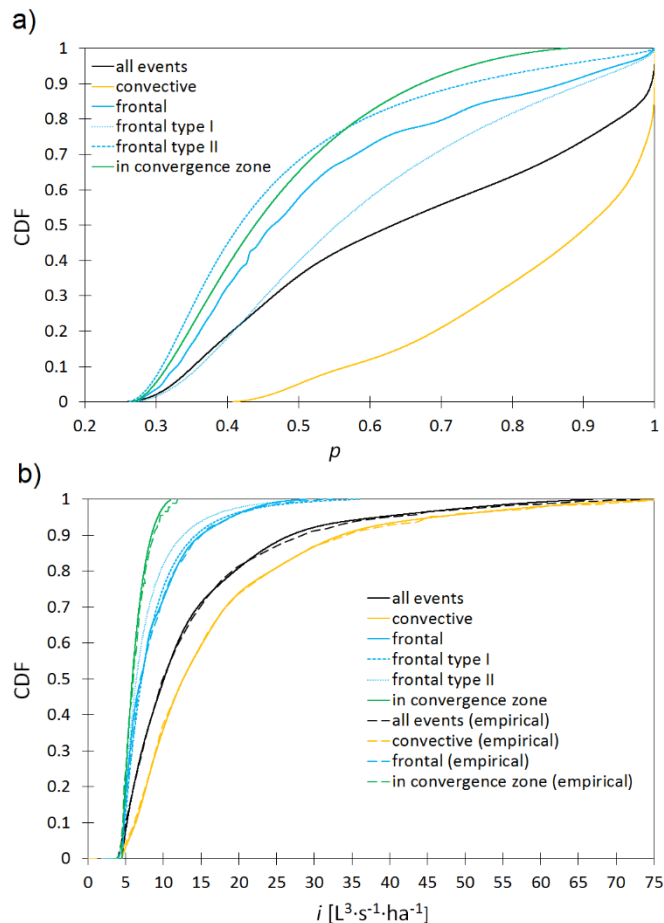 a)
1
0.9
0.8
0.7
0.6
0.5
0.4
0.3
0.2
0.1
0
CDF
all events
convective
frontal
frontal type I
frontal type II
in convergence zone
0.2 0.3 0.4 0.5 0.6 0.7 0.8 0.9 1
p
b)
1
0.9
0.8
0.7
0.6
0.5
0.4
0.3
0.2
0.1
0
CDF
all events
convective
frontal
frontal type I
frontal type II
in convergence zone
all events (empirical)
convective (empirical)
frontal (empirical)
in convergence zone (empirical)
0 5 10 15 20 25 30 35 40 45 50 55 60 65 70 75
i [L³·s⁻¹·ha⁻¹]